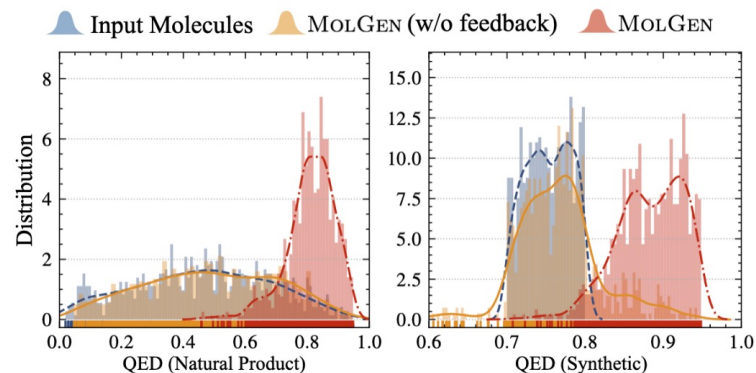 Input Molecules MOLGEN (w/o feedback) MOLGEN
Distribution
8
6
4
2
0
0.0 0.2 0.4 0.6 0.8 1.0
QED (Natural Product)
15.0
12.5
10.0
7.5
5.0
2.5
0.0
0.6 0.7 0.8 0.9 1.0
QED (Synthetic)